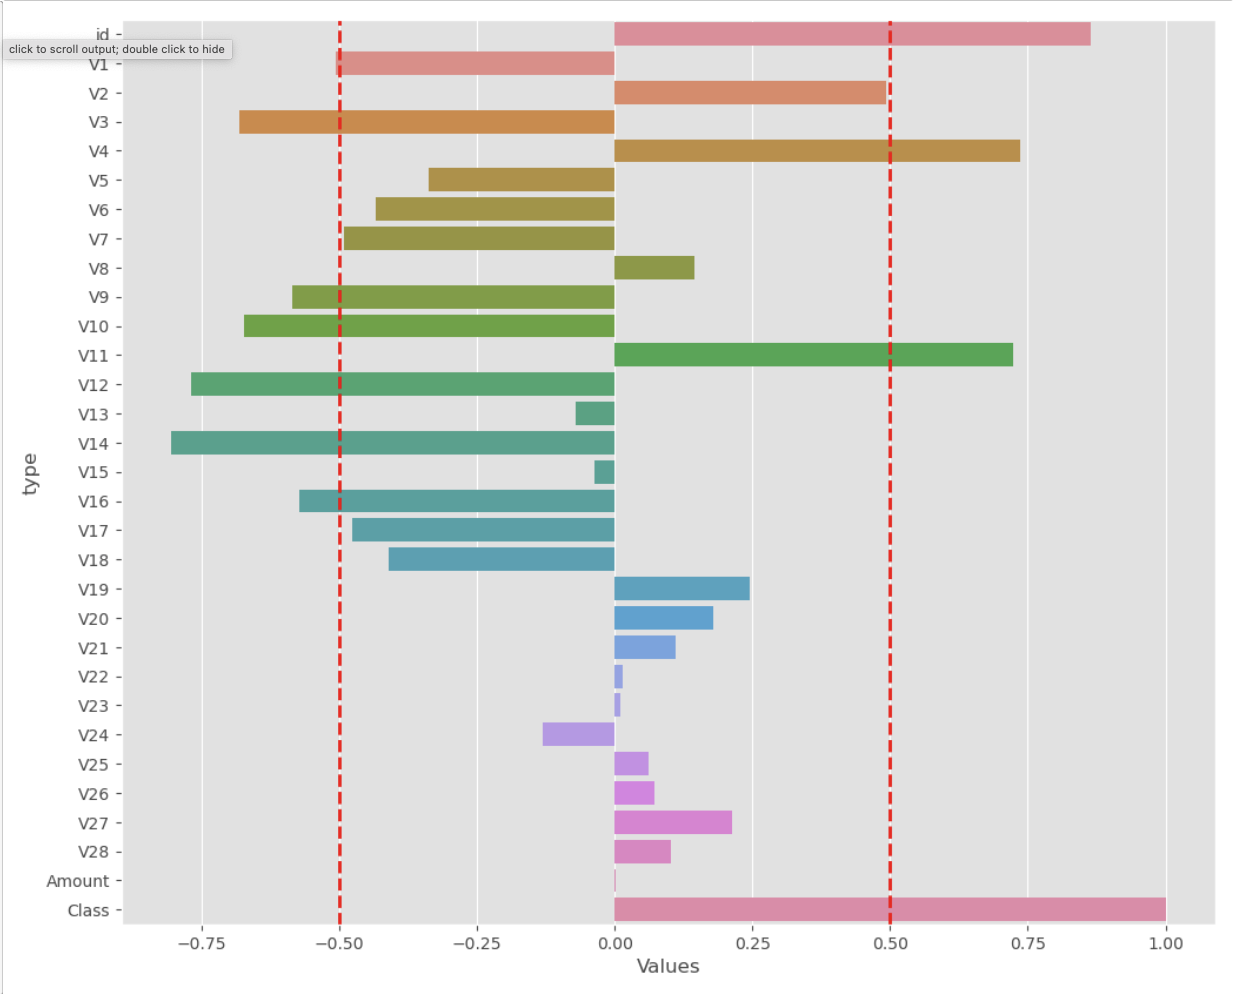 id
click to scroll output; double click to hide
V1
V2
V3
V4
V5
V6
V7
V8
V9
V10
V11
V12
V13
V14
V15
V16
V17
V18
V19
V20
V21
V22
V23
V24
V25
V26
V27
V28
Amount
Class
type
−0.75 −0.50 −0.25 0.00 0.25 0.50 0.75 1.00
Values